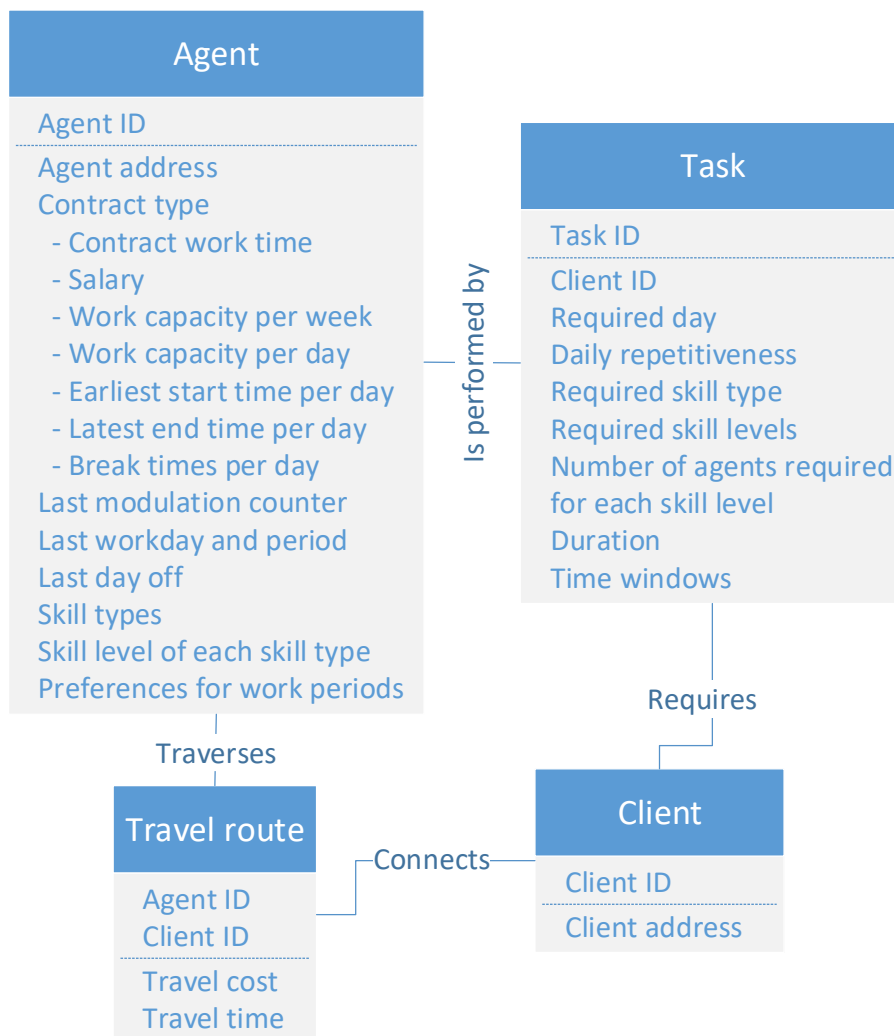 Agent
Agent ID
Agent address
Contract type
- Contract work time
- Salary
- Work capacity per week
- Work capacity per day
- Earliest start time per day
- Latest end time per day
- Break times per day
Last modulation counter
Last workday and period
Last day off
Skill types
Skill level of each skill type
Preferences for work periods
Is performed by
Task
Task ID
Client ID
Required day
Daily repetitiveness
Required skill type
Required skill levels
Number of agents required
for each skill level
Duration
Time windows
Traverses
Requires
Travel route
Agent ID
Client ID
Travel cost
Travel time
Connects
Client
Client ID
Client address